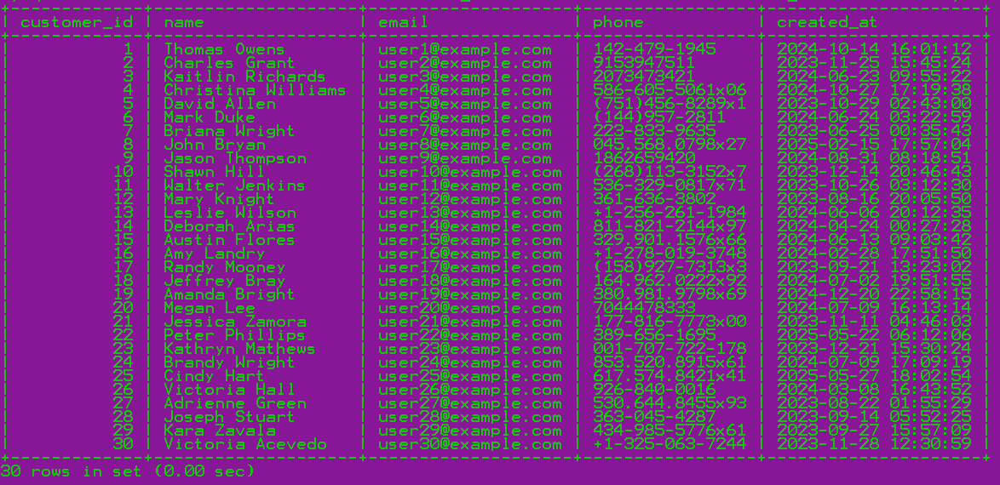 +-------------+-------------------+--------------------+------------------+---------------------+
| customer_id | name              | email              | phone            | created_at          |
+-------------+-------------------+--------------------+------------------+---------------------+
|           1 | Thomas Owens      | user1@example.com  | 142-479-1945     | 2024-10-14 16:01:12 |
|           2 | Charles Grant     | user2@example.com  | 9153947511       | 2023-11-25 15:45:24 |
|           3 | Kaitlin Richards  | user3@example.com  | 2073473421       | 2024-06-23 09:55:22 |
|           4 | Christina Williams | user4@example.com  | 586-605-5061x06  | 2024-10-27 17:19:38 |
|           5 | David Allen       | user5@example.com  | (751)456-8289x1  | 2023-10-29 02:43:00 |
|           6 | Mark Duke         | user6@example.com  | (144)957-2811    | 2024-06-24 03:22:59 |
|           7 | Briana Wright     | user7@example.com  | 223-833-9635     | 2023-06-25 00:35:43 |
|           8 | John Bryan        | user8@example.com  | 045.568.0798x27  | 2025-02-15 17:57:04 |
|           9 | Jason Thompson    | user9@example.com  | 1862659420       | 2024-08-31 08:18:51 |
|          10 | Shawn Hill        | user10@example.com | (268)113-3152x7  | 2023-12-14 20:46:43 |
|          11 | Walter Jenkins    | user11@example.com | 536-329-0817x71  | 2023-10-26 03:12:30 |
|          12 | Mary Knight       | user12@example.com | 361-636-3802     | 2023-08-16 20:05:50 |
|          13 | Leslie Wilson     | user13@example.com | +1-256-261-1984  | 2024-06-06 20:12:35 |
|          14 | Deborah Arias     | user14@example.com | 811-821-2144x97  | 2024-04-24 00:27:28 |
|          15 | Austin Flores     | user15@example.com | 329.901.1576x66  | 2024-06-13 09:03:42 |
|          16 | Amy Landry        | user16@example.com | +1-278-019-3748  | 2024-02-28 17:51:50 |
|          17 | Randy Mooney      | user17@example.com | (158)927-7313x3  | 2023-09-21 13:23:02 |
|          18 | Jeffrey Bray      | user18@example.com | 164.962.0222x92  | 2024-07-02 19:51:55 |
|          19 | Amanda Bright     | user19@example.com | 380.981.9798x69  | 2024-12-20 22:58:15 |
|          20 | Megan Lee         | user20@example.com | 7044478333       | 2024-07-09 16:13:14 |
|          21 | Jessica Zamora    | user21@example.com | 177-816-7773x00  | 2023-11-11 04:46:03 |
|          22 | Peter Phillips    | user22@example.com | 389-656-1695     | 2025-05-22 06:12:06 |
|          23 | Kathryn Mathews   | user23@example.com | 001-707-722-178  | 2023-12-21 15:30:24 |
|          24 | Brandy Wright     | user24@example.com | 853.520.8915x61  | 2024-07-09 17:09:19 |
|          25 | Cindy Hart        | user25@example.com | 617.574.8421x41  | 2025-05-27 18:02:54 |
|          26 | Victoria Hall     | user26@example.com | 926-840-0016     | 2024-03-08 16:43:52 |
|          27 | Adrienne Green    | user27@example.com | 530.644.8455x93  | 2023-08-22 01:55:29 |
|          28 | Joseph Stuart     | user28@example.com | 363-045-4287     | 2023-09-14 05:52:25 |
|          29 | Kara Zavala       | user29@example.com | 434-985-5776x61  | 2023-09-27 15:57:09 |
|          30 | Victoria Acevedo  | user30@example.com | +1-325-063-7244  | 2023-11-28 12:30:59 |
+-------------+-------------------+--------------------+------------------+---------------------+
30 rows in set (0.00 sec)